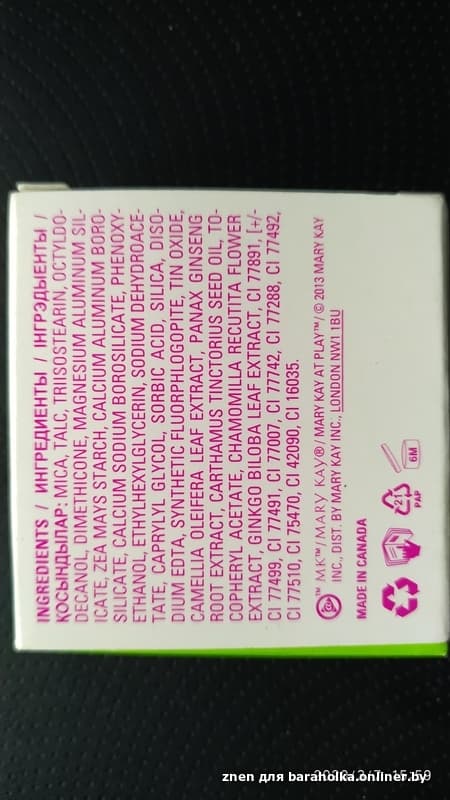 INGREDIENTS / ИНГРЕДИЕНТЫ / ІНГРЭДЫЕНТЫ /
ҚОСЫНДЫЛАР: MICA, TALC, TRIISOSTEARIN, OCTYLDO-
DECANOL, DIMETHICONE, MAGNESIUM ALUMINUM SIL-
ICATE, ZEA MAYS STARCH, CALCIUM ALUMINUM BORO-
SILICATE, CALCIUM SODIUM BOROSILICATE, PHENOXY-
ETHANOL, ETHYLHEXYLGLYCERIN, SODIUM DEHYDROACE-
TATE, CAPRYLYL GLYCOL, SORBIC ACID, SILICA, DISO-
DIUM EDTA, SYNTHETIC FLUORPHLOGOPITE, TIN OXIDE,
CAMELLIA OLEIFERA LEAF EXTRACT, PANAX GINSENG
ROOT EXTRACT, CARTHAMUS TINCTORIUS SEED OIL, TO-
COPHERYL ACETATE, CHAMOMILLA RECUTITA FLOWER
EXTRACT, GINKGO BILOBA LEAF EXTRACT, CI 77891, [+/-
CI 77499, CI 77491, CI 77007, CI 77742, CI 77288, CI 77492,
CI 77510, CI 75470, CI 42090, CI 16035.
MK™/MARY KAY®/ MARY KAY AT PLAY™/ © 2013 MARY KAY
INC., DIST. BY MARY KAY INC., LONDON NW1 1BU
MADE IN CANADA
21
PAP
6M
znen для baraholka.onliner.by